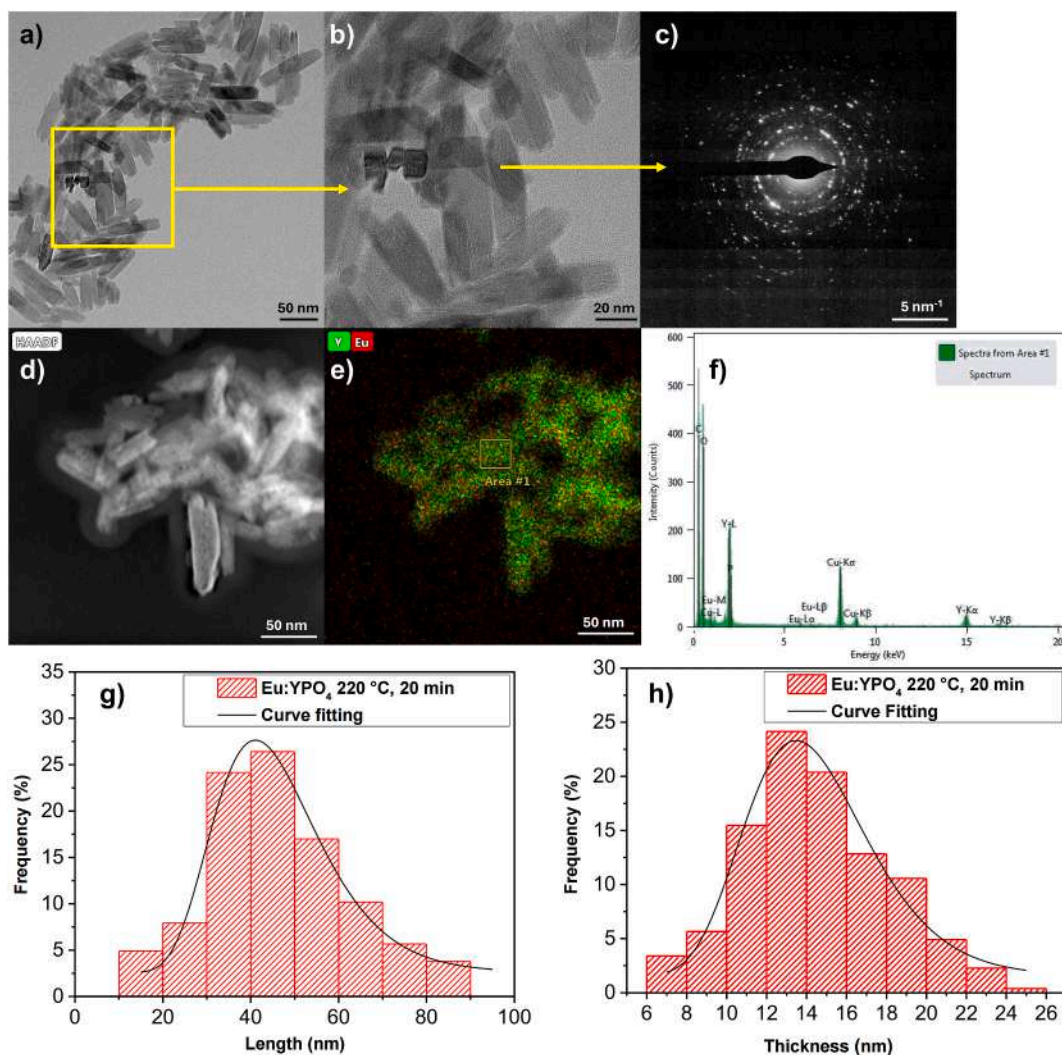 a)
50 nm
b)
20 nm
c)
5 nm⁻¹
HAADF
d)
50 nm
Y Eu
e)
Area #1
50 nm
f)
Spectra from Area #1
Spectrum
600
500
400
300
200
100
0
Intensity (Counts)
C
O
Eu-M
Cu-L
Y-L
P
Eu-Lα
Eu-Lβ
Cu-Kα
Cu-Kβ
Y-Kα
Y-Kβ
5
10
15
20
Energy (keV)
g)
Eu:YPO₄ 220 °C, 20 min
Curve fitting
35
30
25
20
15
10
5
0
Frequency (%)
0 20 40 60 80 100
Length (nm)
h)
Eu:YPO₄ 220 °C, 20 min
Curve Fitting
30
25
20
15
10
5
0
Frequency (%)
6 8 10 12 14 16 18 20 22 24 26
Thickness (nm)